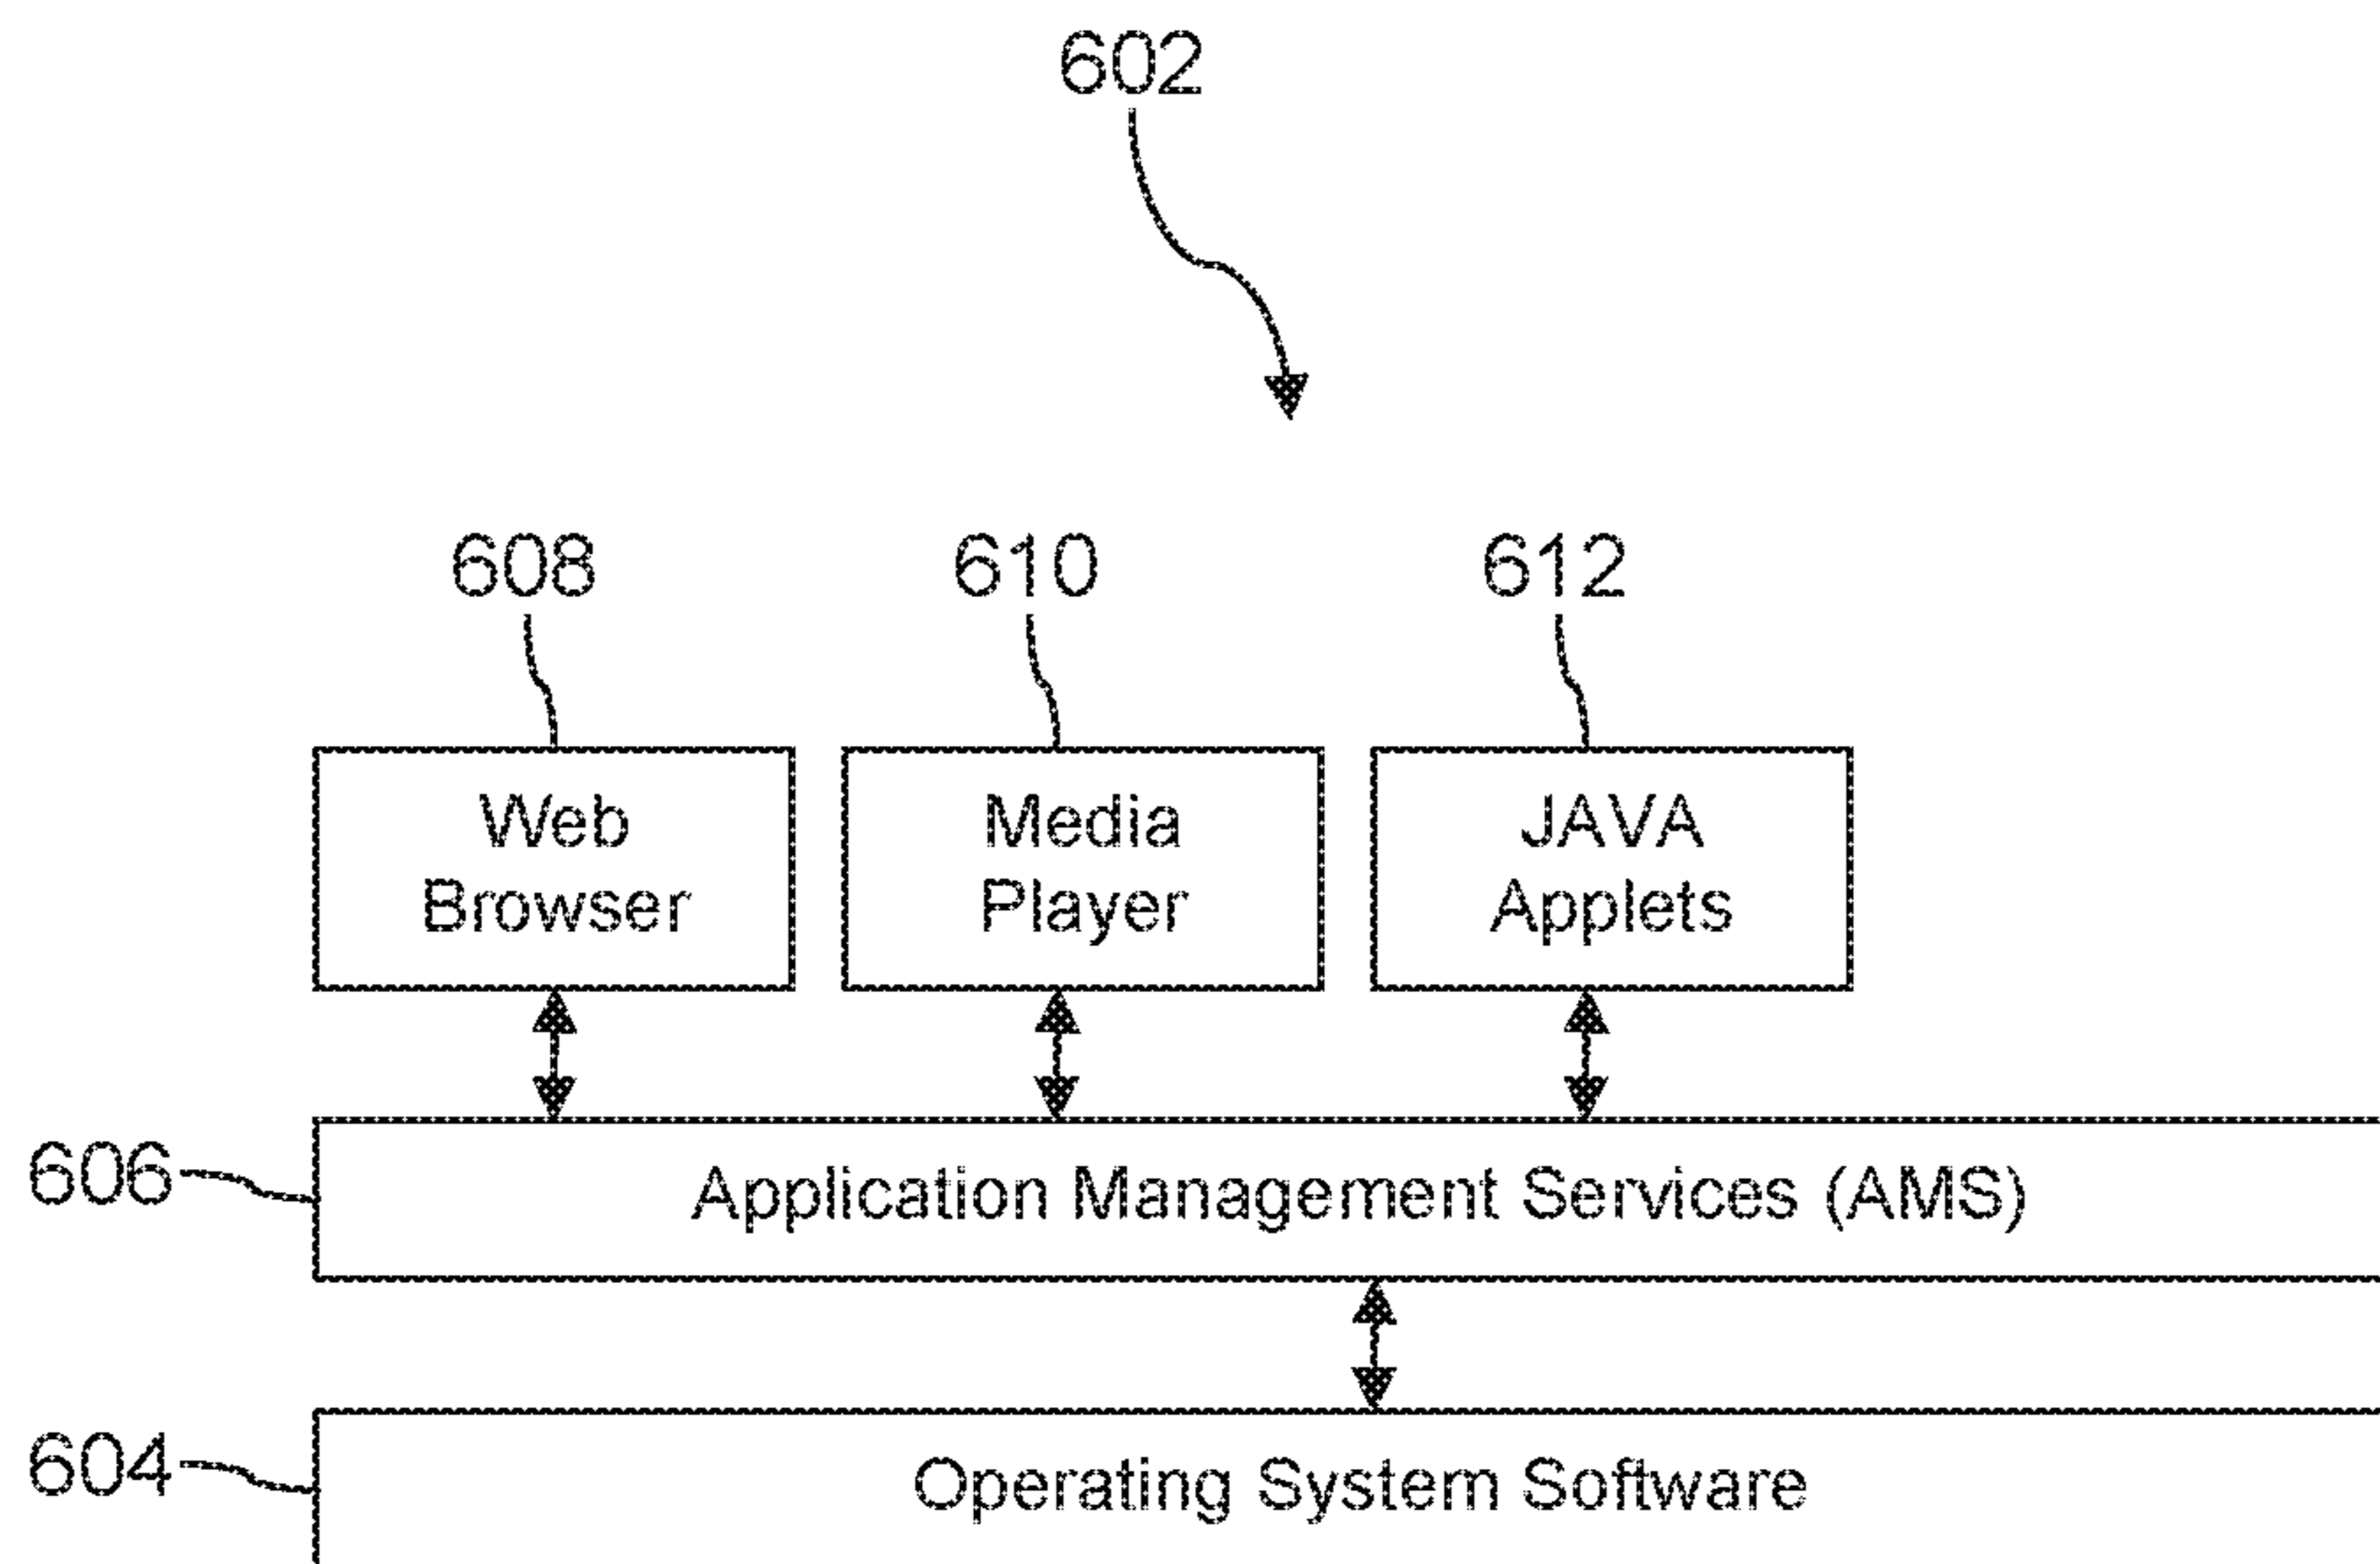 602
608 610 612
Web
Browser
Media
Player
JAVA
Applets
606
Application Management Services (AMS)
604
Operating System Software